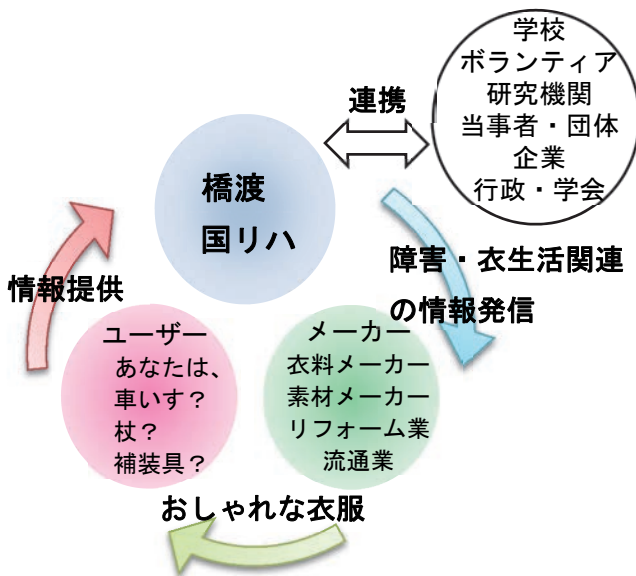 学校
ボランティア
研究機関
当事者・団体
企業
行政・学会
連携
橋渡
国リハ
障害・衣生活関連
の情報発信
情報提供
ユーザー
あなたは、
車いす？
杖？
補装具？
メーカー
衣料メーカー
素材メーカー
リフォーム業
流通業
おしゃれな衣服